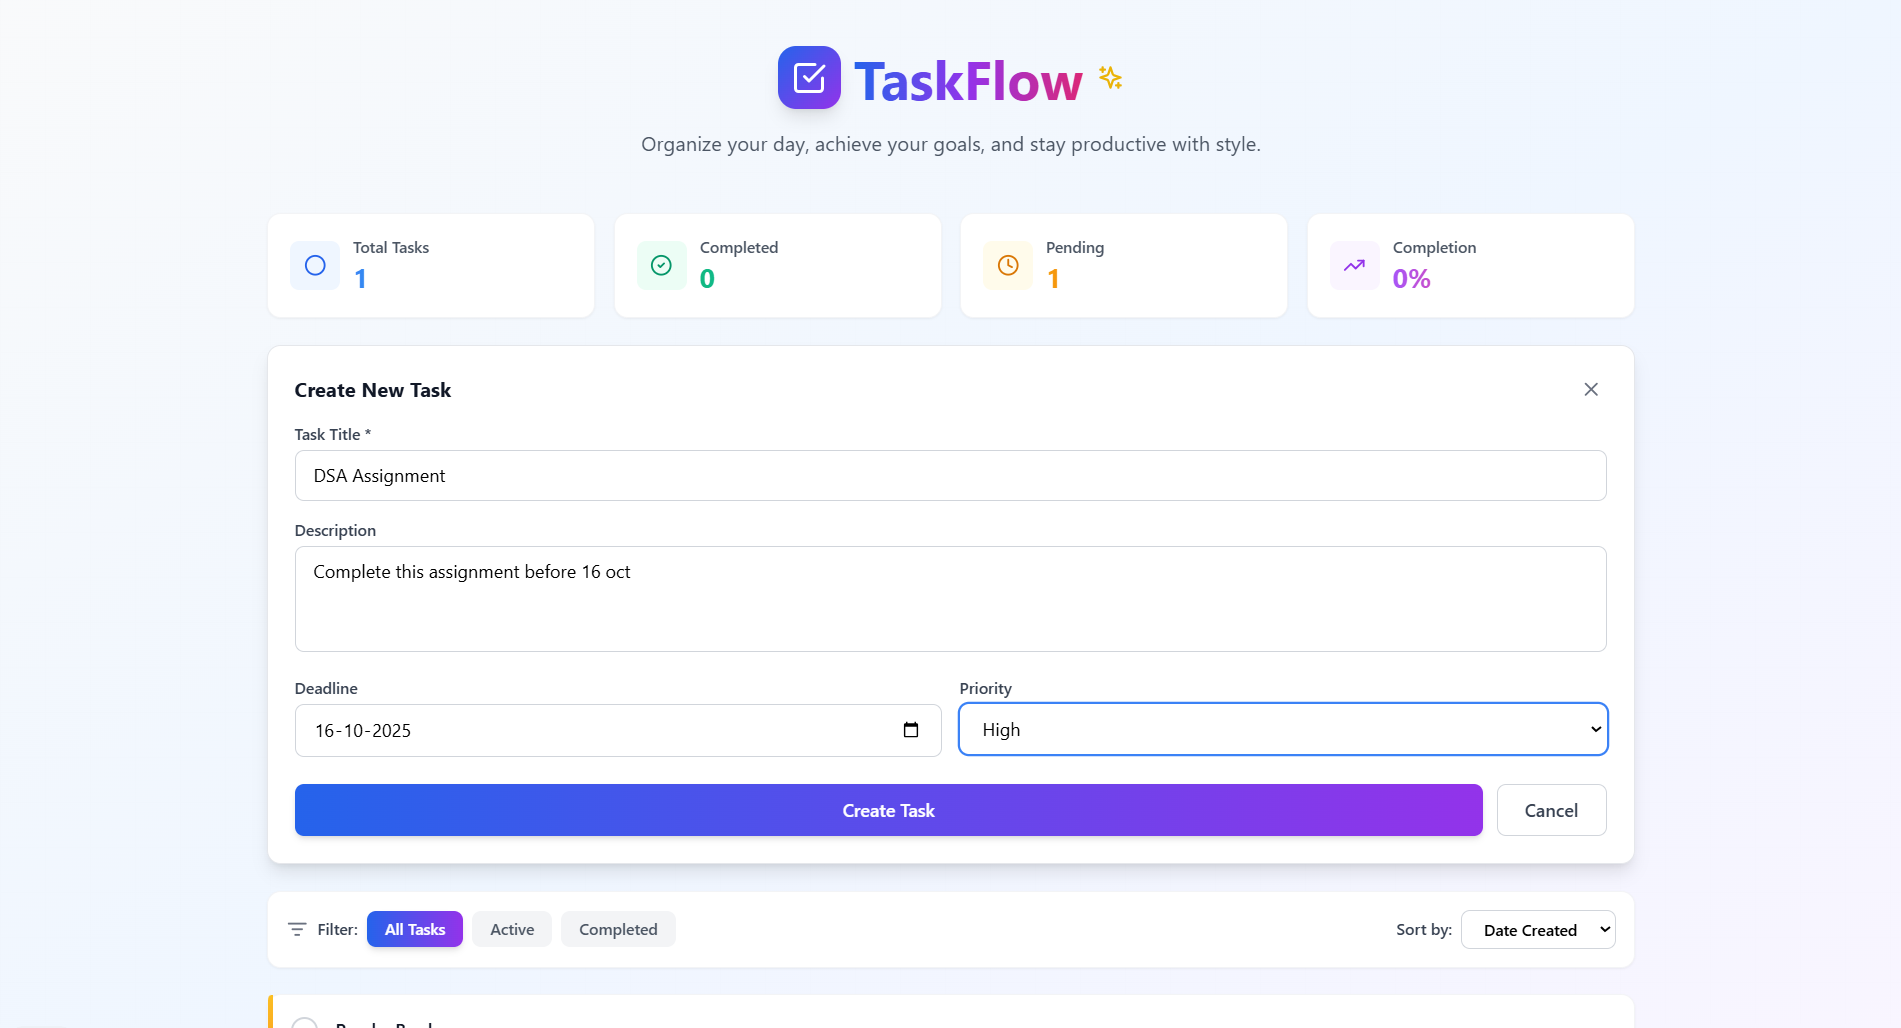 TaskFlow
Organize your day, achieve your goals, and stay productive with style.
Total Tasks
1
Completed
0
Pending
1
Completion
0%
Create New Task
Task Title *
DSA Assignment
Description
Complete this assignment before 16 oct
Deadline
Priority
16-10-2025
High
Create Task
Cancel
Filter:
All Tasks
Active
Completed
Sort by:
Date Created